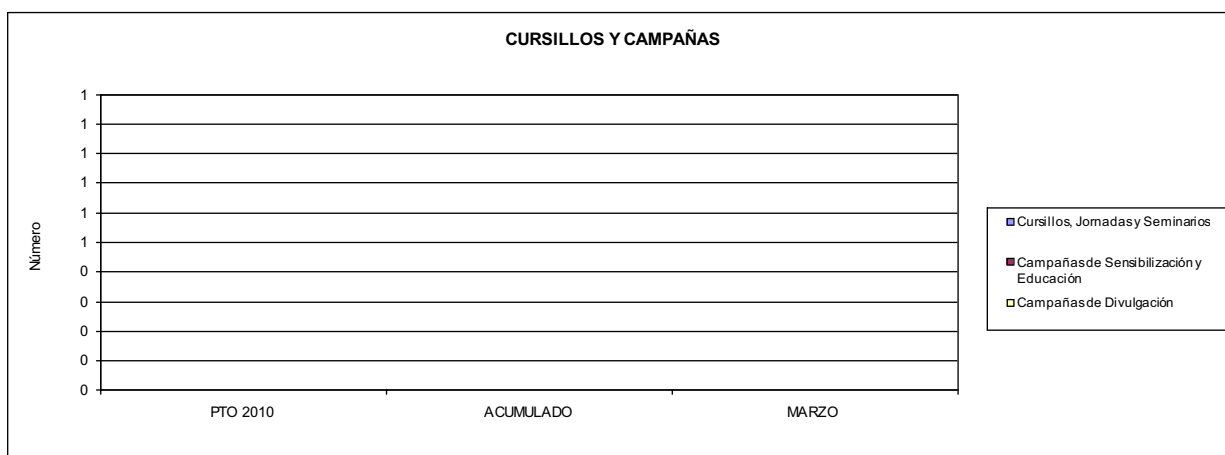 CURSILLOS Y CAMPAÑAS
1
1
1
1
1
1
0
0
0
0
0
Número
PTO 2010
ACUMULADO
MARZO
Cursillos, Jornadas y Seminarios
Campañas de Sensibilización y
Educación
Campañas de Divulgación